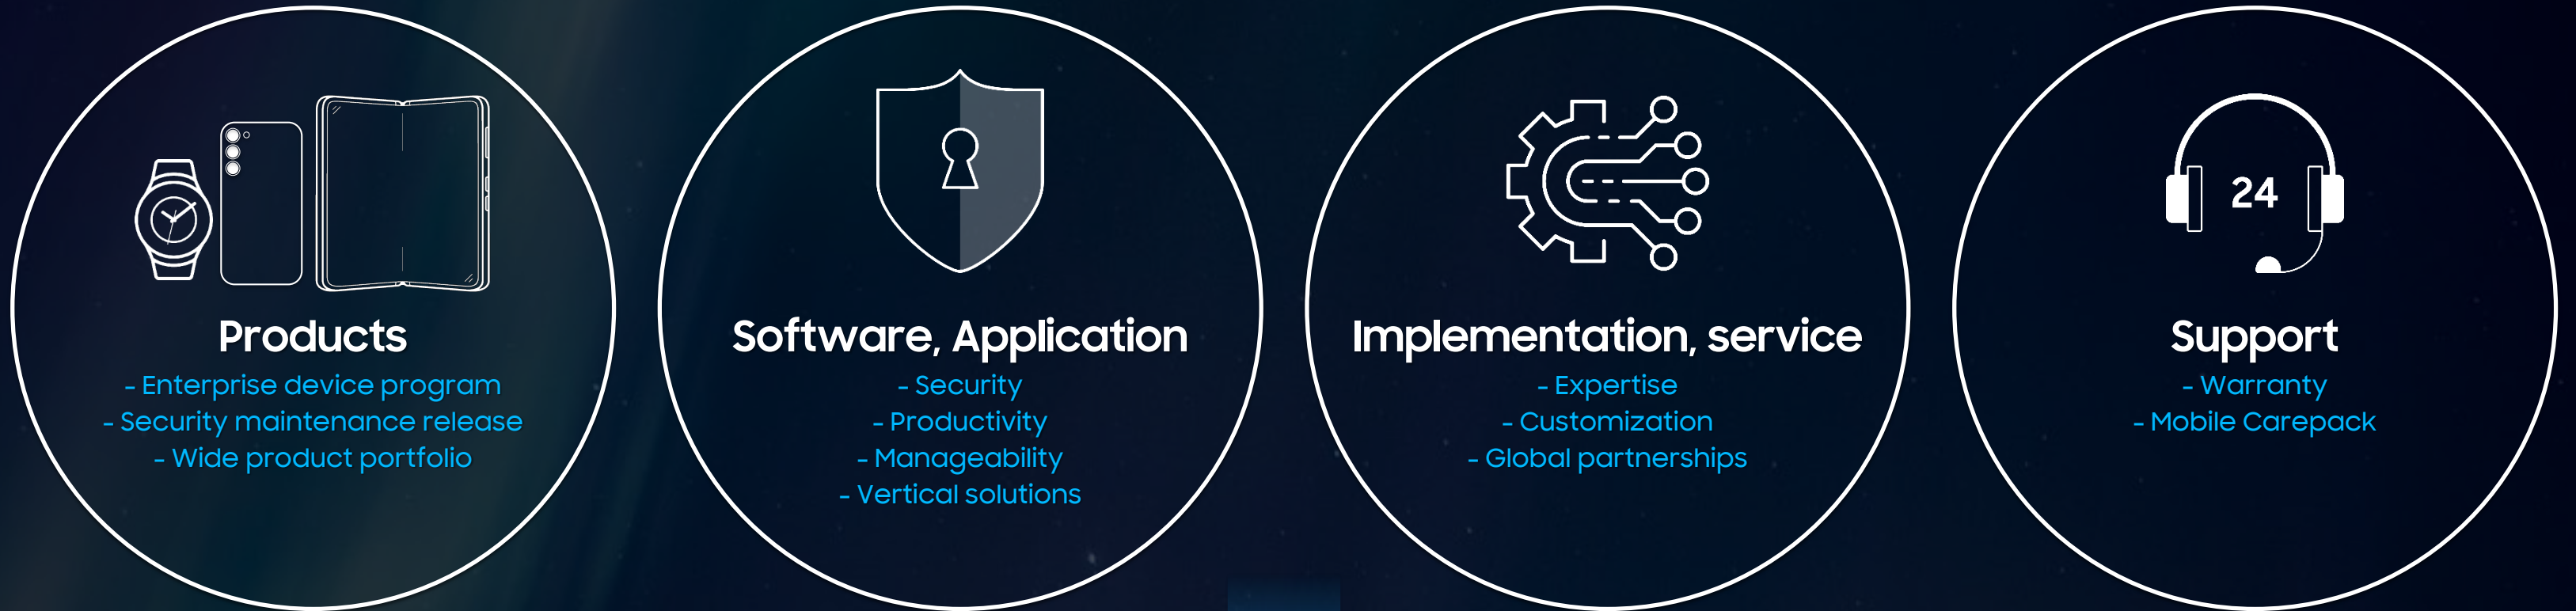 Products
- Enterprise device program
- Security maintenance release
- Wide product portfolio
Software, Application
- Security
- Productivity
- Manageability
- Vertical solutions
Implementation, service
- Expertise
- Customization
- Global partnerships
24
Support
- Warranty
- Mobile Carepack